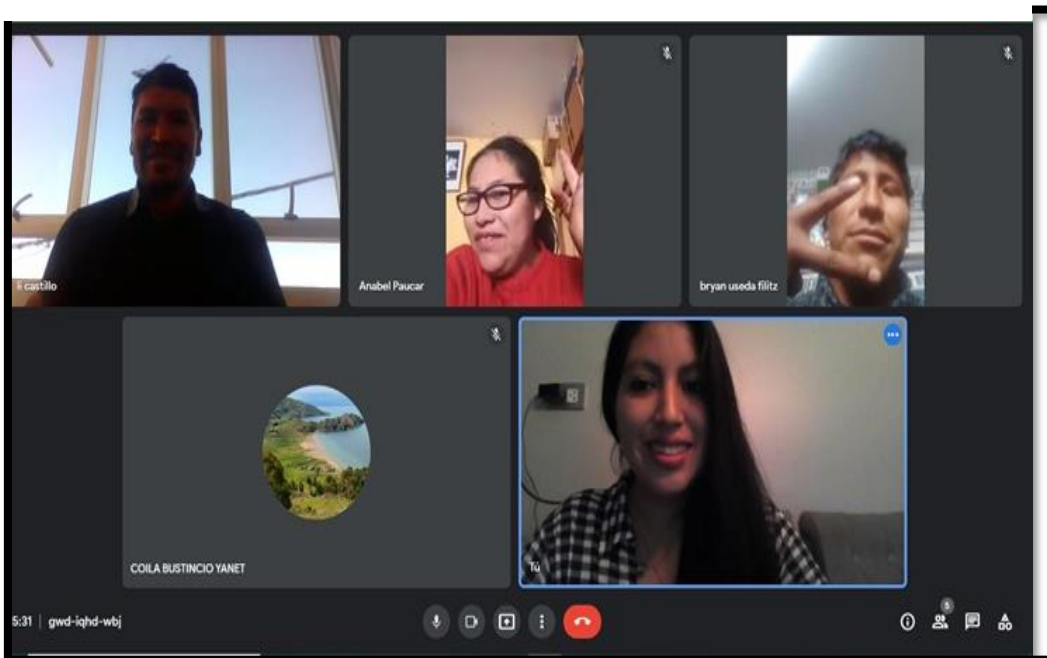 li castillo
Anabel Paucar
bryan useda filitz
COILA BUSTINCIO YANET
Tú
5:31 | gwd-iqhd-wbj
5